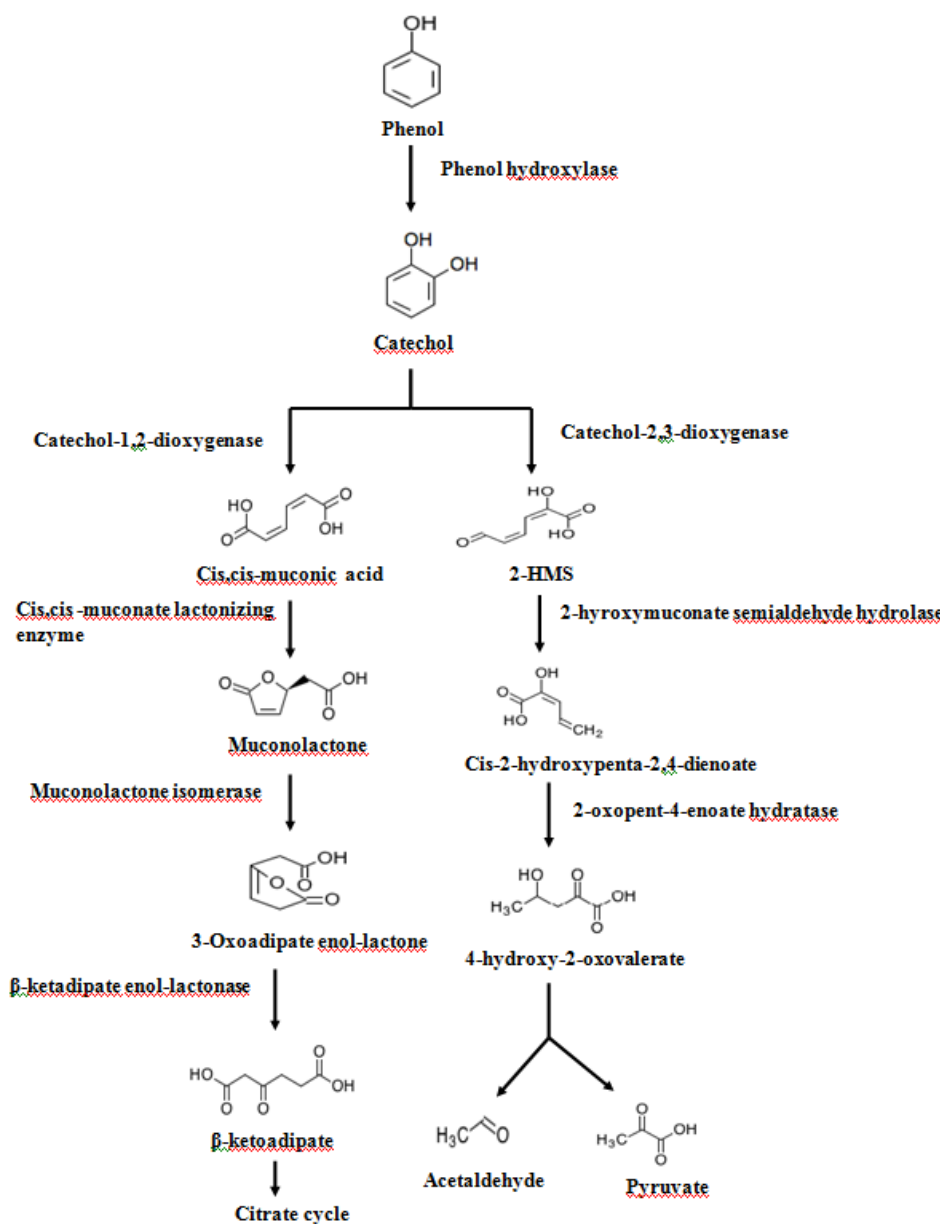 OH
Phenol
Phenol hydroxylase
OH
OH
Catechol
Catechol-1,2-dioxygenase
Catechol-2,3-dioxygenase
HO
O
O
OH
HO
O
O
HO
Cis,cis-muconic acid
2-HMS
Cis,cis -muconate lactonizing
enzyme
2-hyroxymuconate semialdehyde hydrolase
O
O
OH
O
OH
O
HO
CH2
Muconolactone
Cis-2-hydroxypenta-2,4-dienoate
Muconolactone isomerase
2-oxopent-4-enoate hydratase
OH
O
O
O
HO
O
H3C
OH
O
3-Oxoadipate enol-lactone
4-hydroxy-2-oxovalerate
β-ketadipate enol-lactonase
HO
O
O
O
OH
H3C
O
O
H3C
OH
O
β-ketoadipate
Acetaldehyde
Pyruvate
Citrate cycle